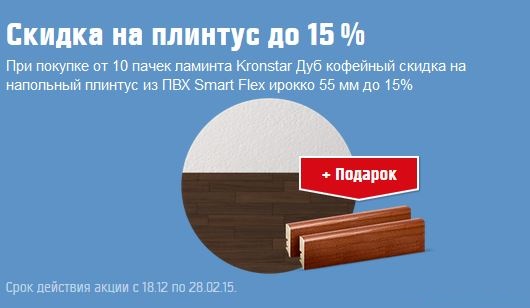 Скидка на плинтус до 15 %
При покупке от 10 пачек ламинта Kronstar Дуб кофейный скидка на
напольный плинтус из ПВХ Smart Flex ирокко 55 мм до 15%
+ Подарок
Срок действия акции с 18.12 по 28.02.15.